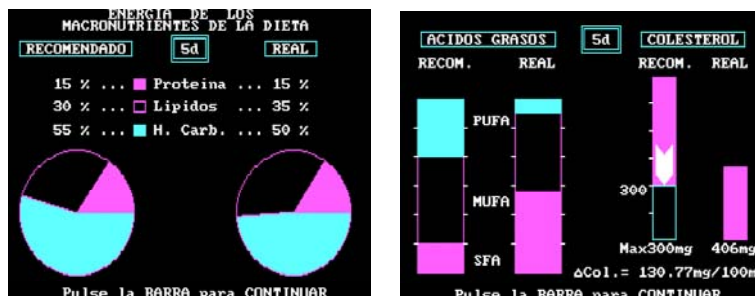 ENERGIA DE LOS
MACRONUTRIENTES DE LA DIETA
RECOMENDADO 5d REAL
15 % ... Proteina ... 15 %
30 % ... Lipidos ... 35 %
55 % ... H. Carb. ... 50 %
Pulse la BARRA para CONTINUAR
ACIDOS GRASOS 5d COLESTEROL
RECOM. REAL RECOM. REAL
PUFA
MUFA
SFA
300
Max300mg 406mg
ΔCol.= 130.77mg/100m
Pulse la BARRA para CONTINUAR